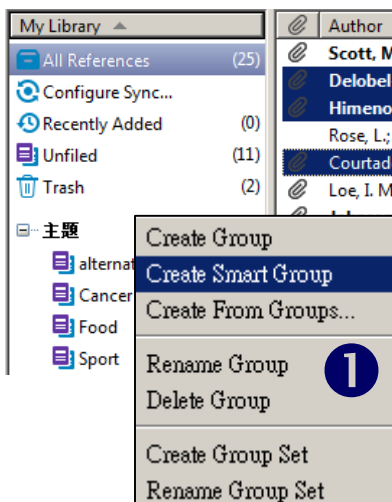 My Library
All References (25)
Configure Sync...
Recently Added (0)
Unfiled (11)
Trash (2)
主題
Cancer
Food
Sport
Author
Scott, M
Delobel
Himeno
Rose, L.;
Courtad
Loe, I. M
Create Group
Create Smart Group
Create From Groups...
Rename Group
Delete Group
Create Group Set
Rename Group Set
1